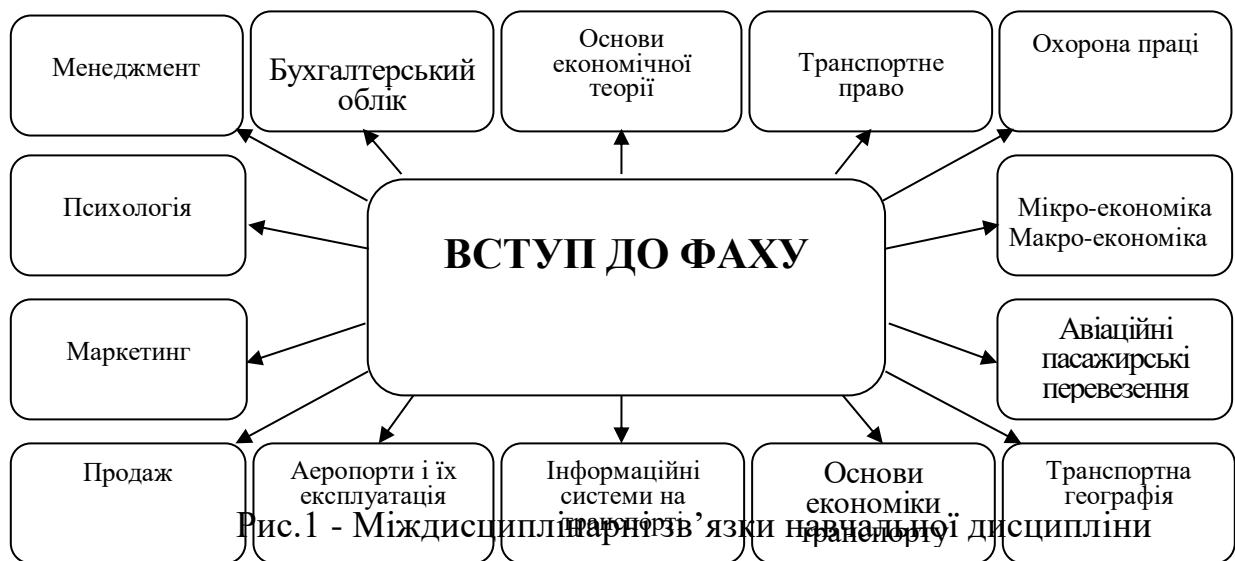 Менеджмент
Бухгалтерський
облік
Основи
економічної
теорії
Транспортне
право
Охорона праці
Психологія
ВСТУП ДО ФАХУ
Мікро-економіка
Макро-економіка
Маркетинг
Авіаційні
пасажирські
перевезення
Продаж
Аеропорти і їх
експлуатація
Інформаційні
системи на
транспорті
Основи
економіки
транспорту
Транспортна
географія
Рис.1 - Міждисциплінарні зв’язки навчальної дисципліни